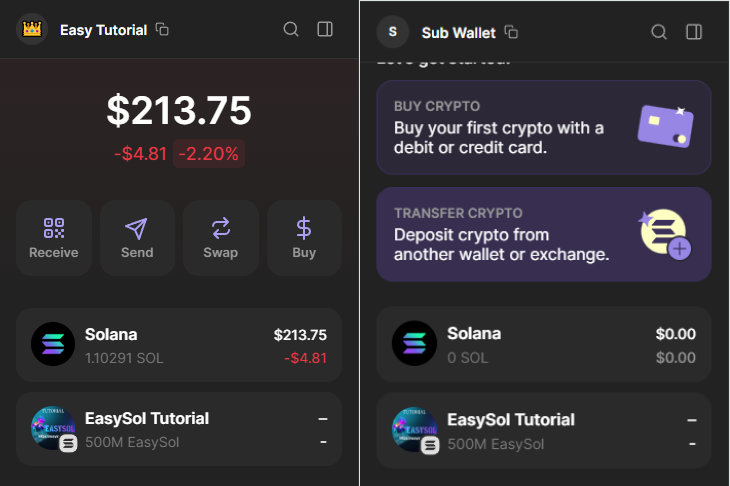 Easy Tutorial
$213.75
-$4.81 -2.20%
Receive Send Swap Buy
Solana $213.75
1.10291 SOL -$4.81
EasySol Tutorial –
500M EasySol -
S Sub Wallet
Let's get started!
BUY CRYPTO
Buy your first crypto with a
debit or credit card.
TRANSFER CRYPTO
Deposit crypto from
another wallet or exchange.
Solana $0.00
0 SOL $0.00
EasySol Tutorial –
500M EasySol -